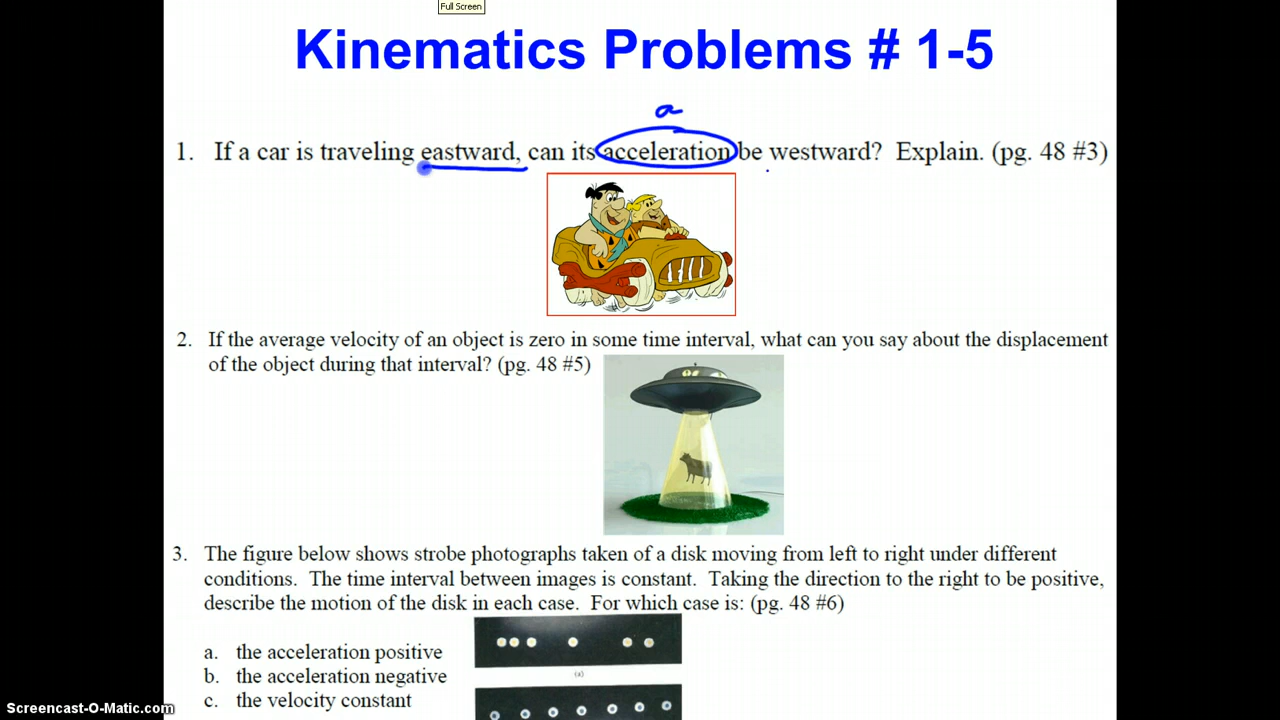 Full Screen
Kinematics Problems # 1-5
a
1. If a car is traveling eastward, can its acceleration be westward? Explain. (pg. 48 #3)
2. If the average velocity of an object is zero in some time interval, what can you say about the displacement
of the object during that interval? (pg. 48 #5)
3. The figure below shows strobe photographs taken of a disk moving from left to right under different
conditions. The time interval between images is constant. Taking the direction to the right to be positive,
describe the motion of the disk in each case. For which case is: (pg. 48 #6)
a. the acceleration positive
b. the acceleration negative
c. the velocity constant
(a)
Screencast-O-Matic.com